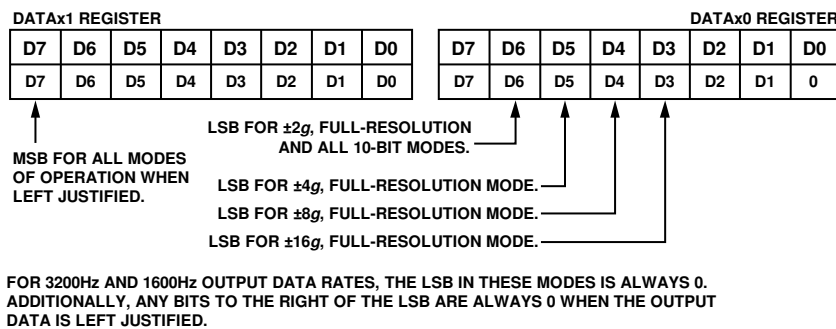 DATAx1 REGISTER
DATAx0 REGISTER
D7 D6 D5 D4 D3 D2 D1 D0
D7 D6 D5 D4 D3 D2 D1 D0
D7 D6 D5 D4 D3 D2 D1 D0
D7 D6 D5 D4 D3 D2 D1 0
MSB FOR ALL MODES
OF OPERATION WHEN
LEFT JUSTIFIED.
LSB FOR ±2g, FULL-RESOLUTION
AND ALL 10-BIT MODES.
LSB FOR ±4g, FULL-RESOLUTION MODE.
LSB FOR ±8g, FULL-RESOLUTION MODE.
LSB FOR ±16g, FULL-RESOLUTION MODE.
FOR 3200Hz AND 1600Hz OUTPUT DATA RATES, THE LSB IN THESE MODES IS ALWAYS 0.
ADDITIONALLY, ANY BITS TO THE RIGHT OF THE LSB ARE ALWAYS 0 WHEN THE OUTPUT
DATA IS LEFT JUSTIFIED.